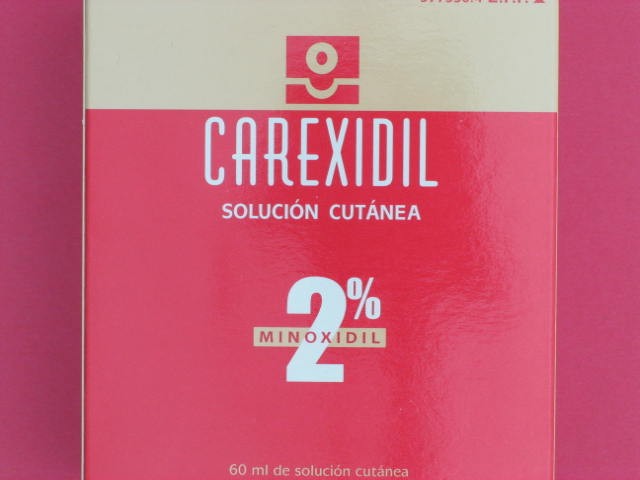 CAREXIDIL
SOLUCIÓN CUTÁNEA
2%
MINOXIDIL
60 ml de solución cutánea